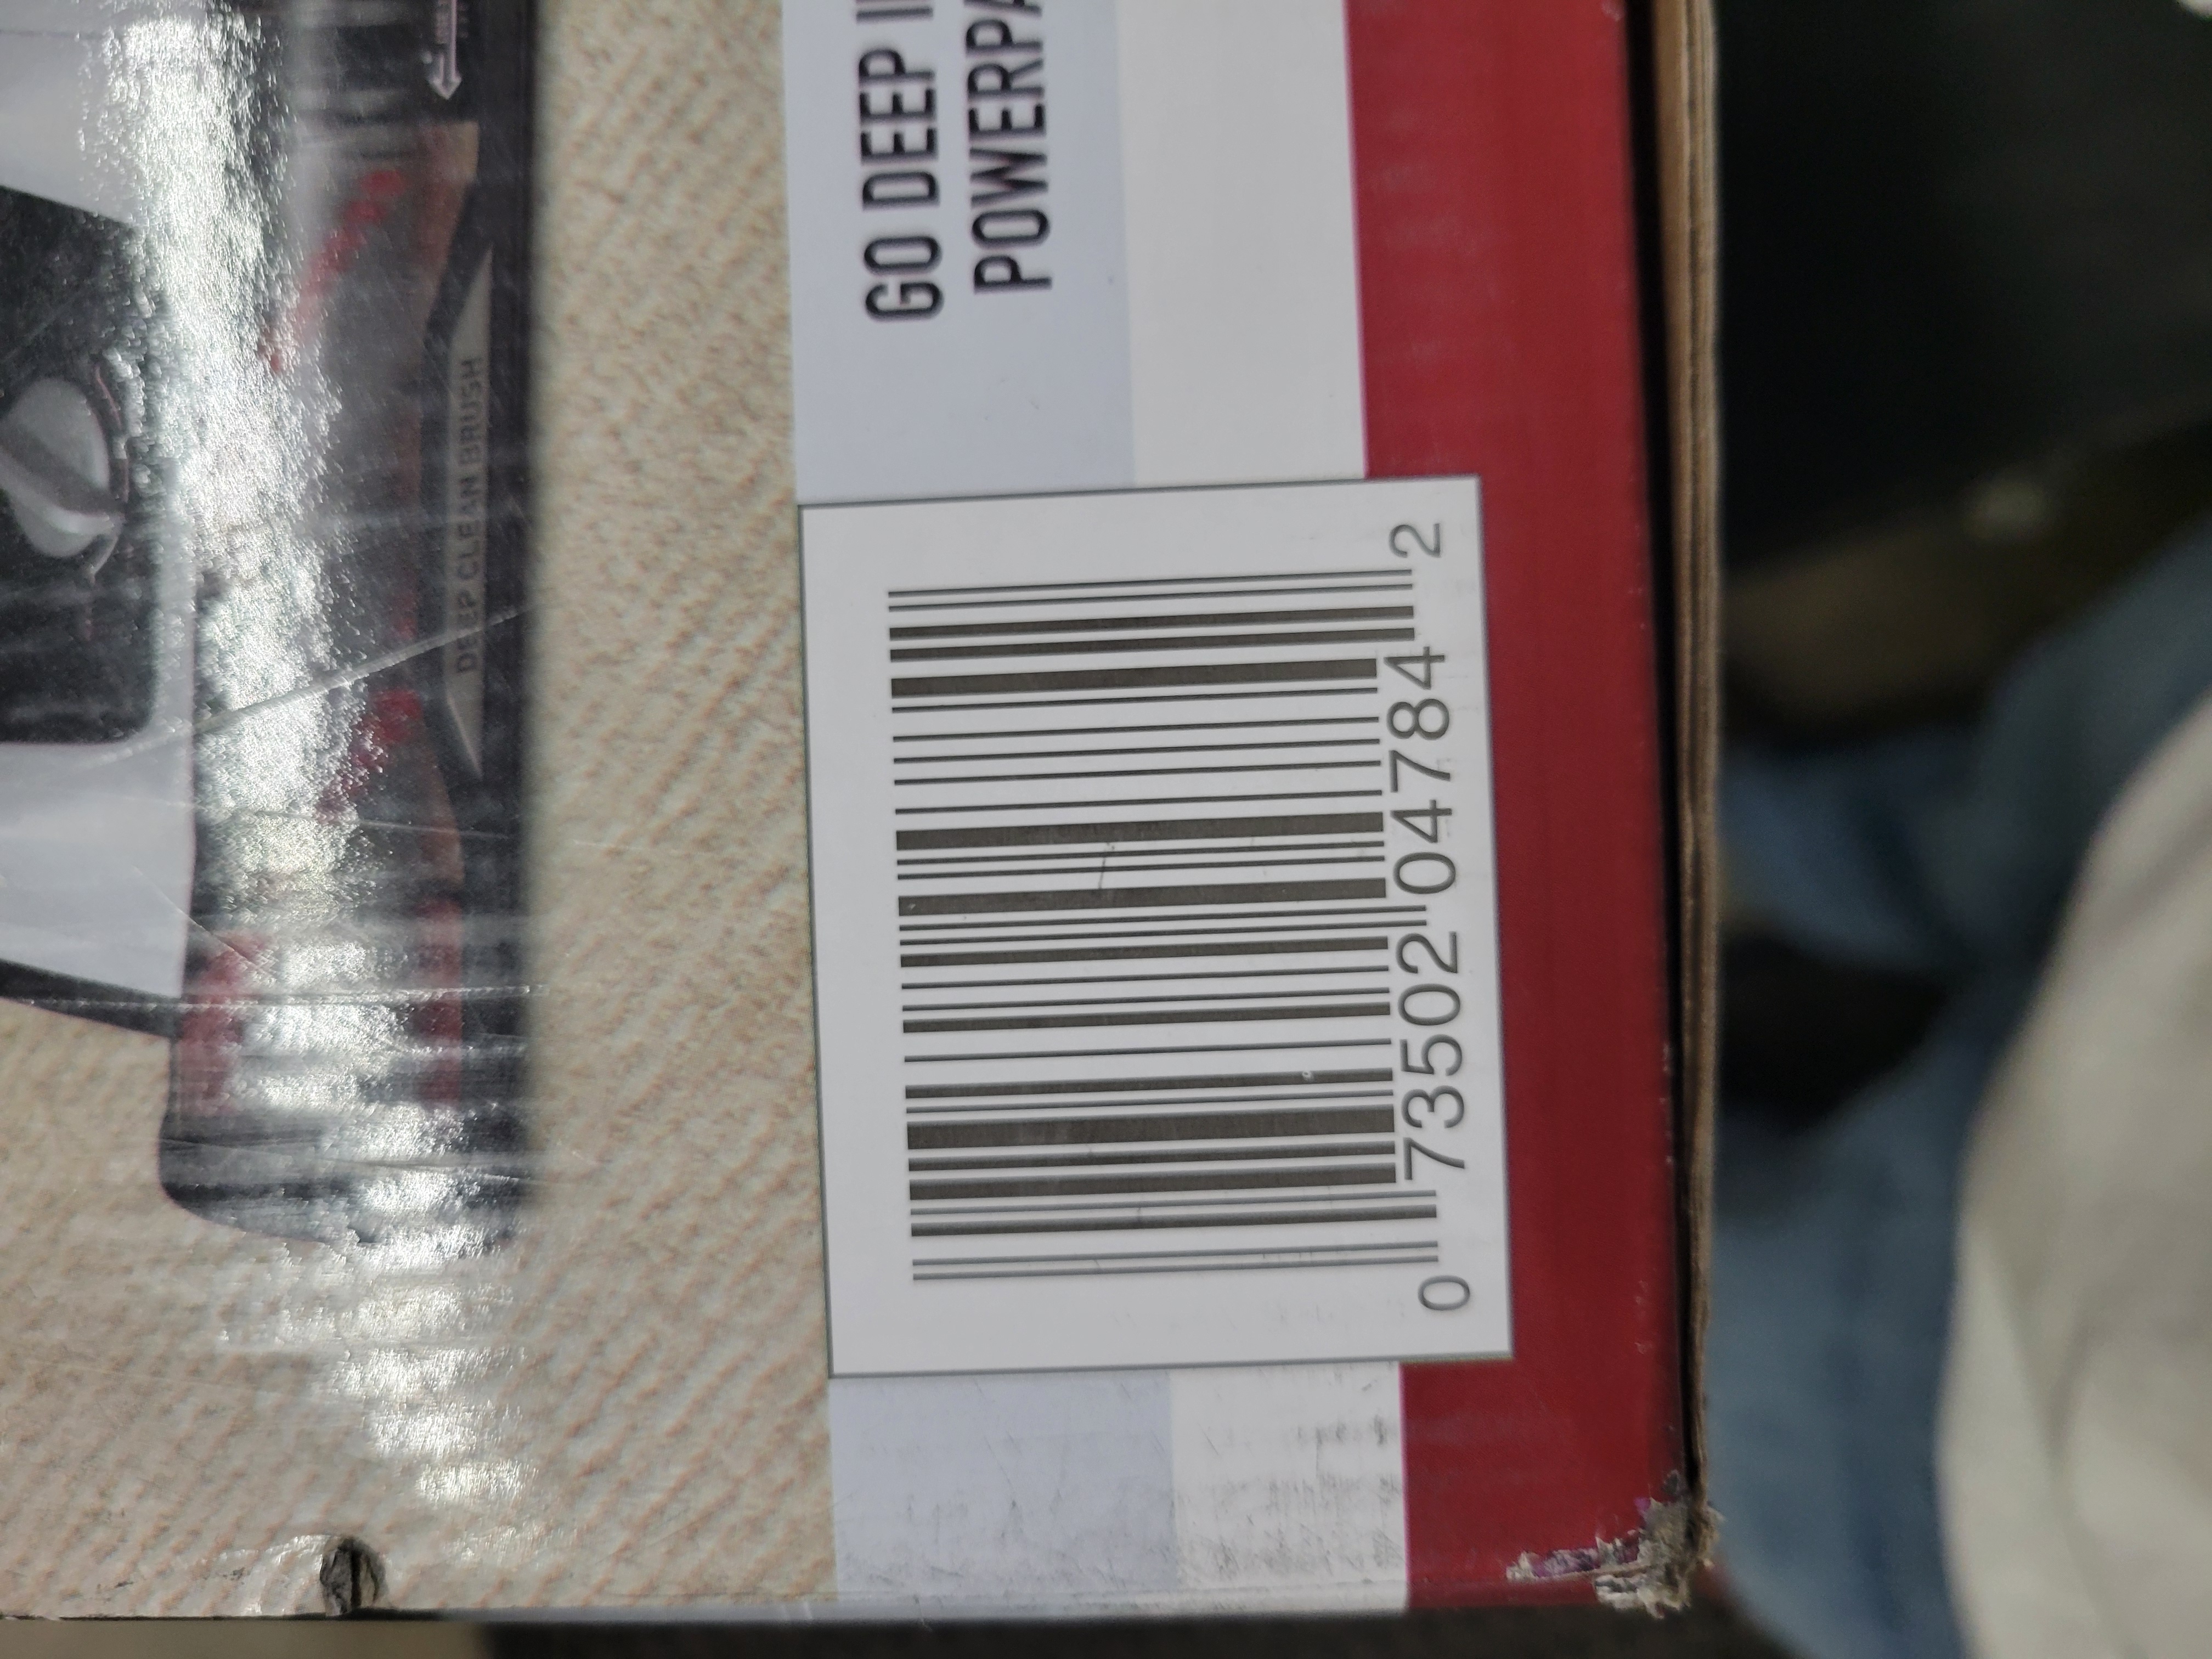 GO DEEP
POWERPA
DEEP CLEAN BRUSH
0 73502 04784 2